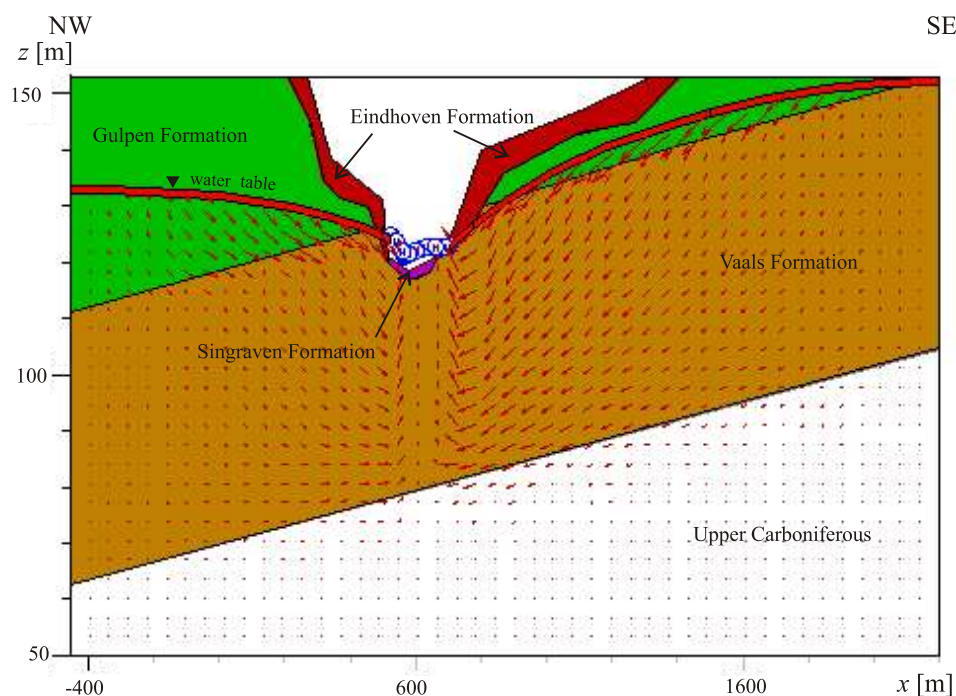 NW
SE
z [m]
150
Gulpen Formation
Eindhoven Formation
water table
Vaals Formation
Singraven Formation
100
Upper Carboniferous
50
-400
600
1600
x [m]